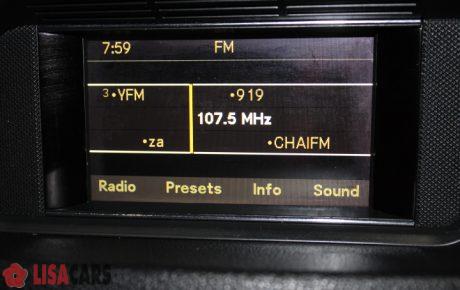 7:59 FM
3 •YFM •919
107.5 MHz
•za •CHAIFM
Radio Presets Info Sound
LISACARS